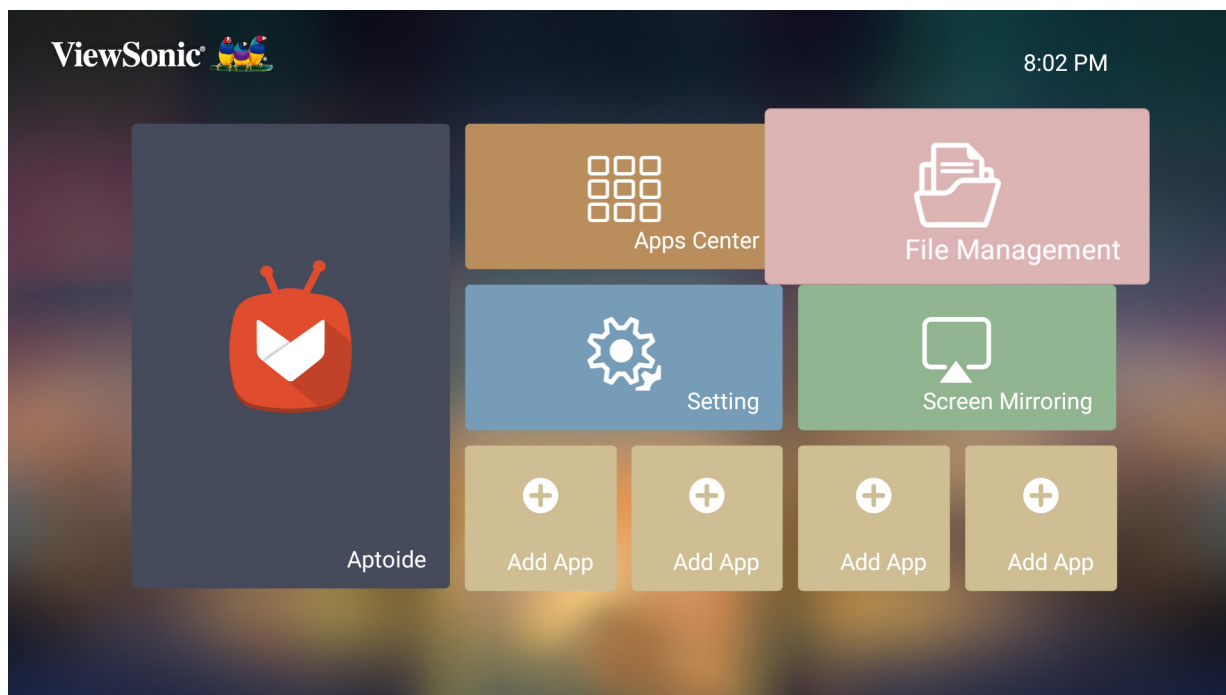 ViewSonic®
8:02 PM
Apps Center
File Management
Setting
Screen Mirroring
Aptoide
Add App
Add App
Add App
Add App